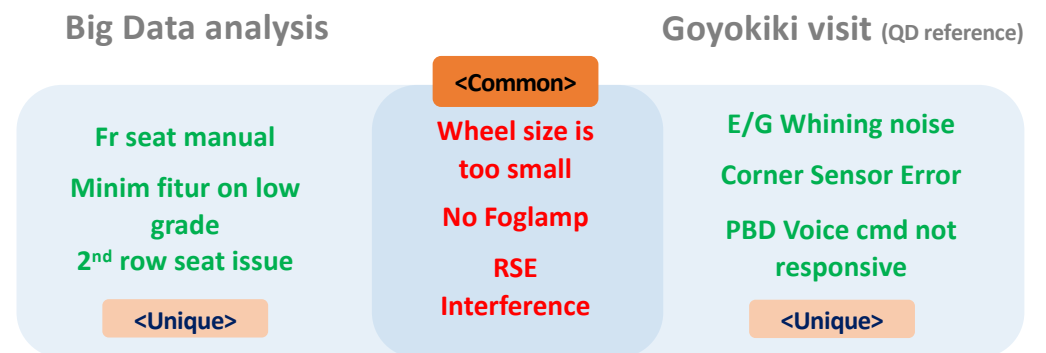 Big Data analysis
Goyokiki visit (QD reference)
Fr seat manual
Minim fitur on low
grade
2nd row seat issue
<Unique>
<Common>
Wheel size is
too small
No Foglamp
RSE
Interference
E/G Whining noise
Corner Sensor Error
PBD Voice cmd not
responsive
<Unique>